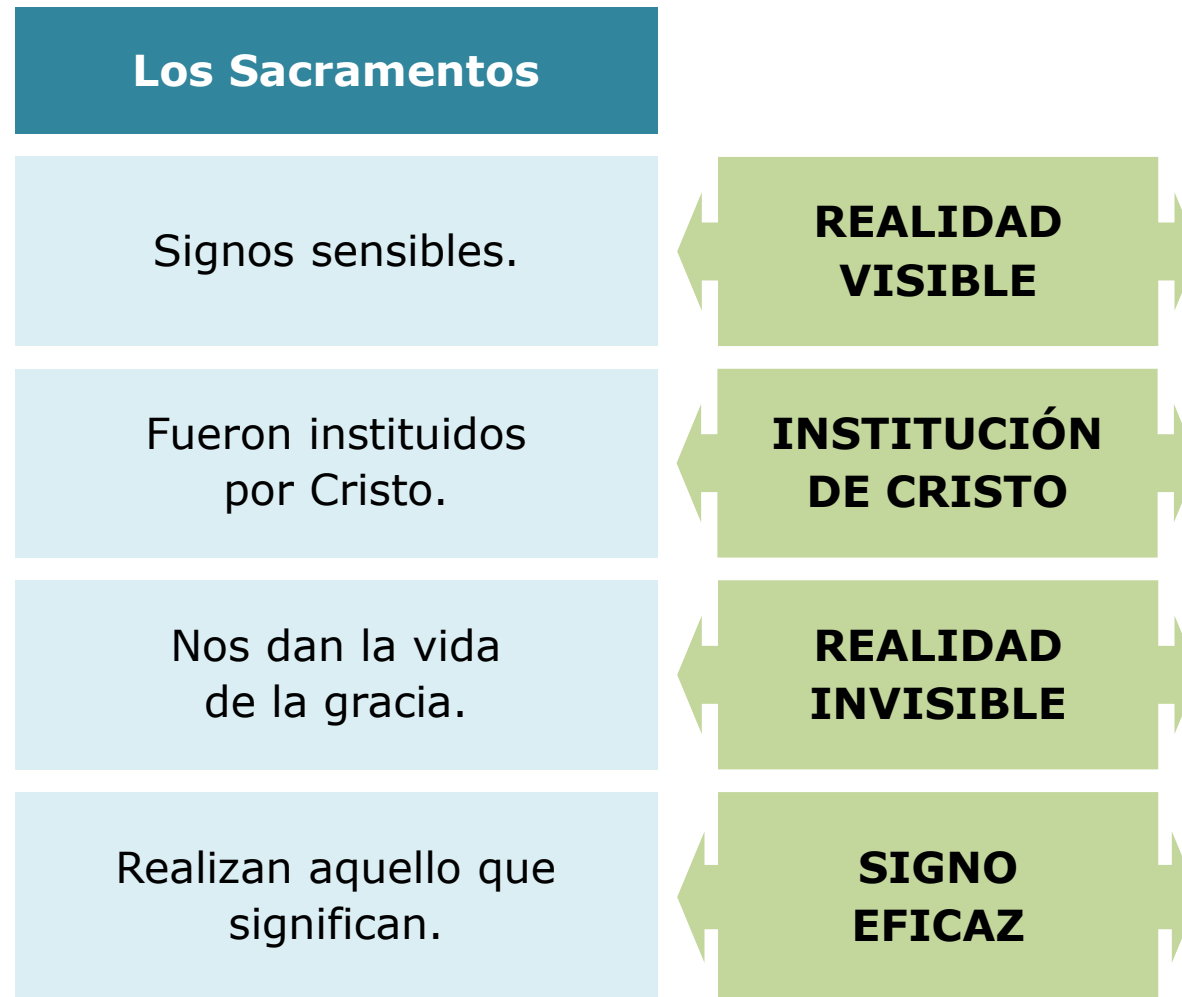 Los Sacramentos
Signos sensibles.
REALIDAD
VISIBLE
Fueron instituidos
por Cristo.
INSTITUCIÓN
DE CRISTO
Nos dan la vida
de la gracia.
REALIDAD
INVISIBLE
Realizan aquello que
significan.
SIGNO
EFICAZ